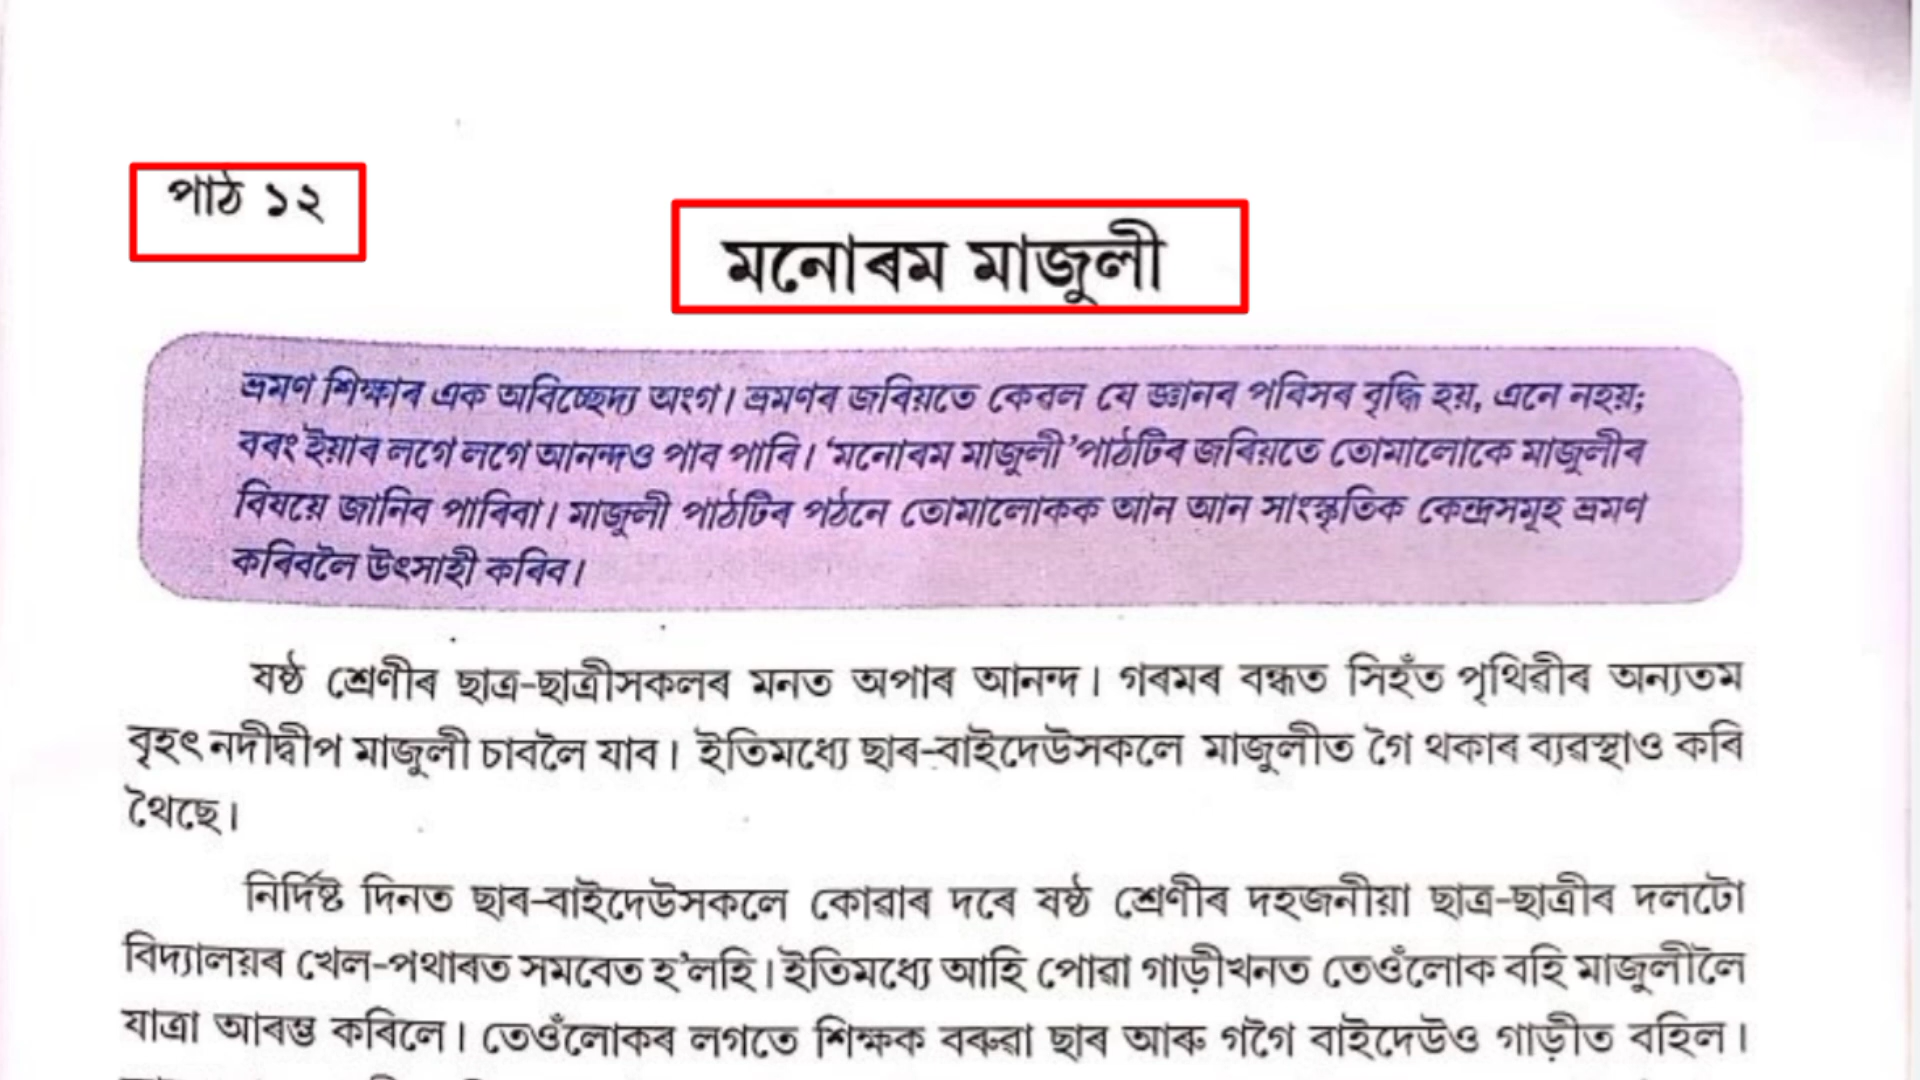 পাঠ ১২
মনোৰম মাজুলী
ভ্ৰমণ শিক্ষাৰ এক অবিচ্ছেদ্য অংগ। ভ্ৰমণৰ জৰিয়তে কেৱল যে জ্ঞানৰ পৰিসৰ বৃদ্ধি হয়, এনে নহয়;
বৰং ইয়াৰ লগে লগে আনন্দও পাব পাৰি। ‘মনোৰম মাজুলী’ পাঠটিৰ জৰিয়তে তোমালোকে মাজুলীৰ
বিষয়ে জানিব পাৰিবা। মাজুলী পাঠটিৰ পঠনে তোমালোকক আন আন সাংস্কৃতিক কেন্দ্ৰসমূহ ভ্ৰমণ
কৰিবলৈ উৎসাহী কৰিব।
ষষ্ঠ শ্ৰেণীৰ ছাত্ৰ-ছাত্ৰীসকলৰ মনত অপাৰ আনন্দ। গৰমৰ বন্ধত সিহঁত পৃথিৱীৰ অন্যতম
বৃহৎ নদীদ্বীপ মাজুলী চাবলৈ যাব। ইতিমধ্যে ছাৰ-বাইদেউসকলে মাজুলীত গৈ থকাৰ ব্যৱস্থাও কৰি
থৈছে।
নিৰ্দিষ্ট দিনত ছাৰ-বাইদেউসকলে কোৱাৰ দৰে ষষ্ঠ শ্ৰেণীৰ দহজনীয়া ছাত্ৰ-ছাত্ৰীৰ দলটো
বিদ্যালয়ৰ খেল-পথাৰত সমবেত হ’লহি। ইতিমধ্যে আহি পোৱা গাড়ীখনত তেওঁলোক বহি মাজুলীলৈ
যাত্ৰা আৰম্ভ কৰিলে। তেওঁলোকৰ লগতে শিক্ষক বৰুৱা ছাৰ আৰু গগৈ বাইদেউও গাড়ীত বহিল।